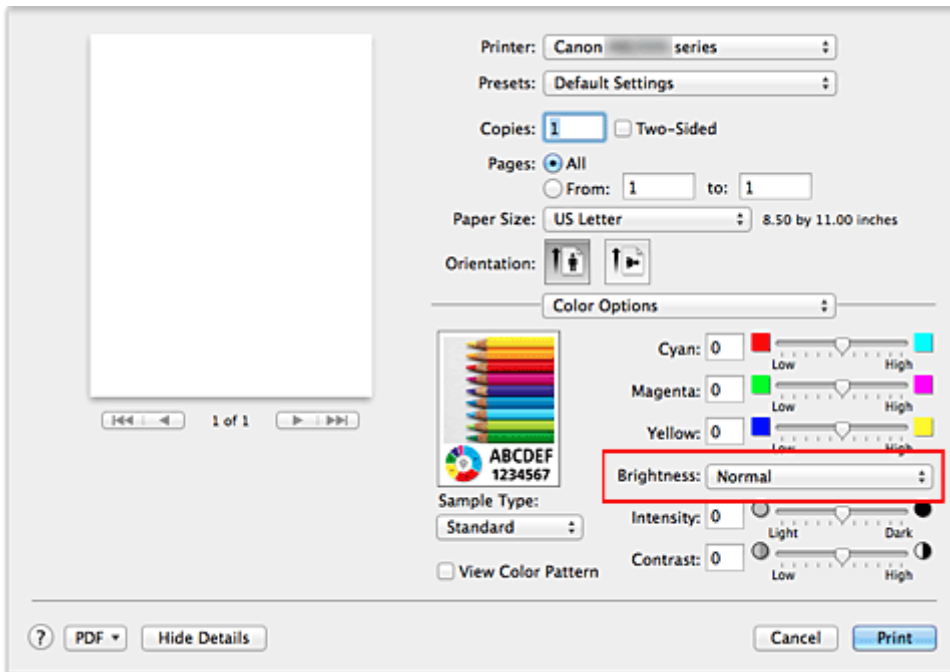 Printer: Canon series
Presets: Default Settings
Copies: 1 Two-Sided
Pages: All
From: 1 to: 1
Paper Size: US Letter 8.50 by 11.00 inches
Orientation:
Color Options
Cyan: 0
Low High
Magenta: 0
Low High
Yellow: 0
Low High
Brightness: Normal
Intensity: 0
Light Dark
Contrast: 0
Low High
ABCDEF
1234567
Sample Type:
Standard
View Color Pattern
1 of 1
? PDF Hide Details Cancel Print